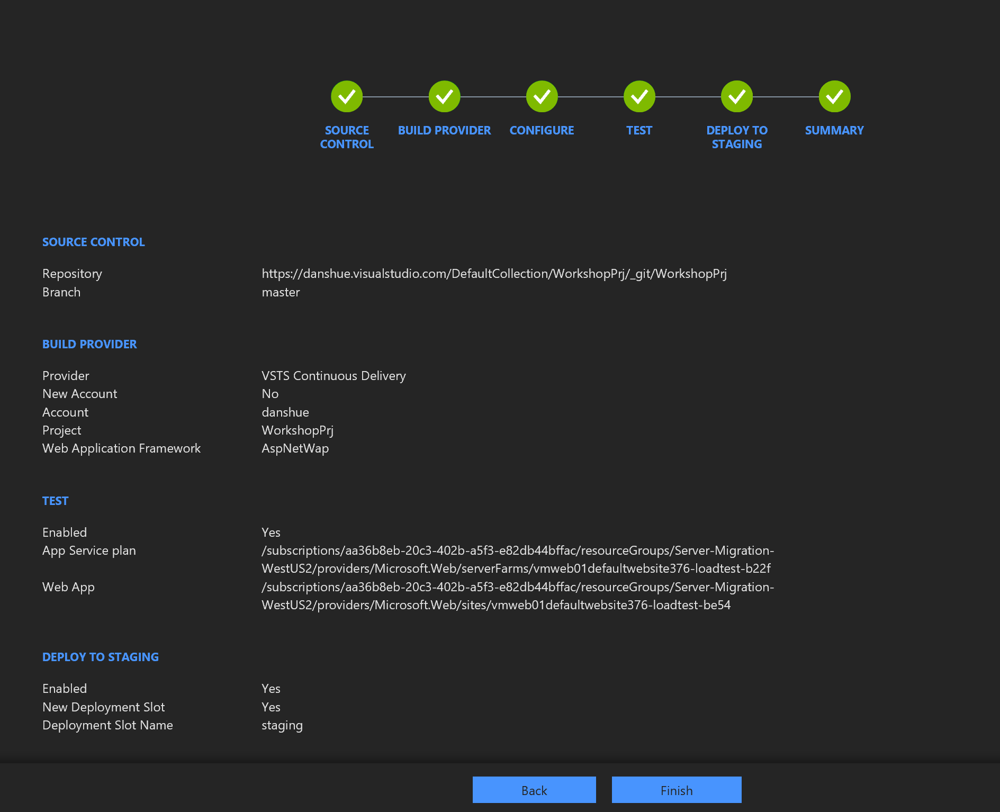 SOURCE CONTROL
BUILD PROVIDER
CONFIGURE
TEST
DEPLOY TO STAGING
SUMMARY
SOURCE CONTROL
Repository https://danshue.visualstudio.com/DefaultCollection/WorkshopPrj/_git/WorkshopPrj
Branch master
BUILD PROVIDER
Provider VSTS Continuous Delivery
New Account No
Account danshue
Project WorkshopPrj
Web Application Framework AspNetWap
TEST
Enabled Yes
App Service plan /subscriptions/aa36b8eb-20c3-402b-a5f3-e82db44bffac/resourceGroups/Server-Migration-
WestUS2/providers/Microsoft.Web/serverFarms/vmweb01defaultwebsite376-loadtest-b22f
Web App /subscriptions/aa36b8eb-20c3-402b-a5f3-e82db44bffac/resourceGroups/Server-Migration-
WestUS2/providers/Microsoft.Web/sites/vmweb01defaultwebsite376-loadtest-be54
DEPLOY TO STAGING
Enabled Yes
New Deployment Slot Yes
Deployment Slot Name staging
Back Finish